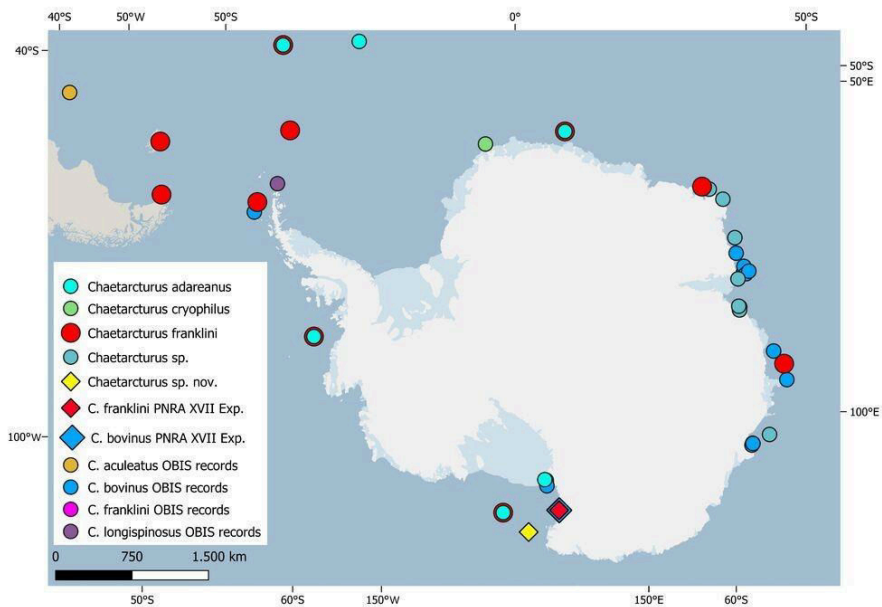 40°S 50°W 50°S 0° 50°S
40°S
50°S
50°E
Chaetarcturus adareanus
Chaetarcturus cryophilus
Chaetarcturus franklini
Chaetarcturus sp.
Chaetarcturus sp. nov.
C. franklini PNRA XVII Exp.
100°E
100°W
C. bovinus PNRA XVII Exp.
C. aculeatus OBIS records
C. bovinus OBIS records
C. franklini OBIS records
C. longispinosus OBIS records
0 750 1.500 km
50°S 60°S 150°W 150°E 60°S